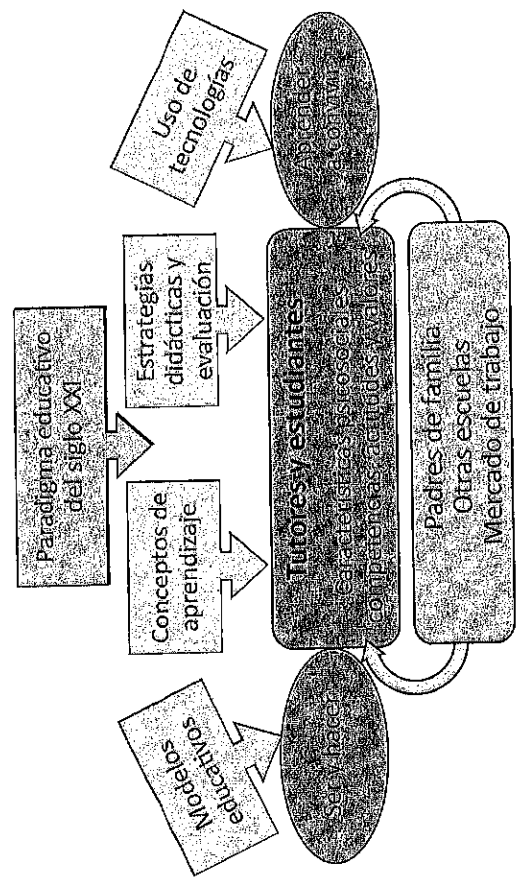 Paradigma educativo
del siglo XXI
Modelos
educativos
Conceptos de
aprendizaje
Estrategias
didácticas y
evaluación
Uso de
tecnologías
Ser y hacer
Tutores y estudiantes
Características psicosociales
competencias, actitudes y valores
Aprender
a convivir
Padres de familia
Otras escuelas
Mercado de trabajo